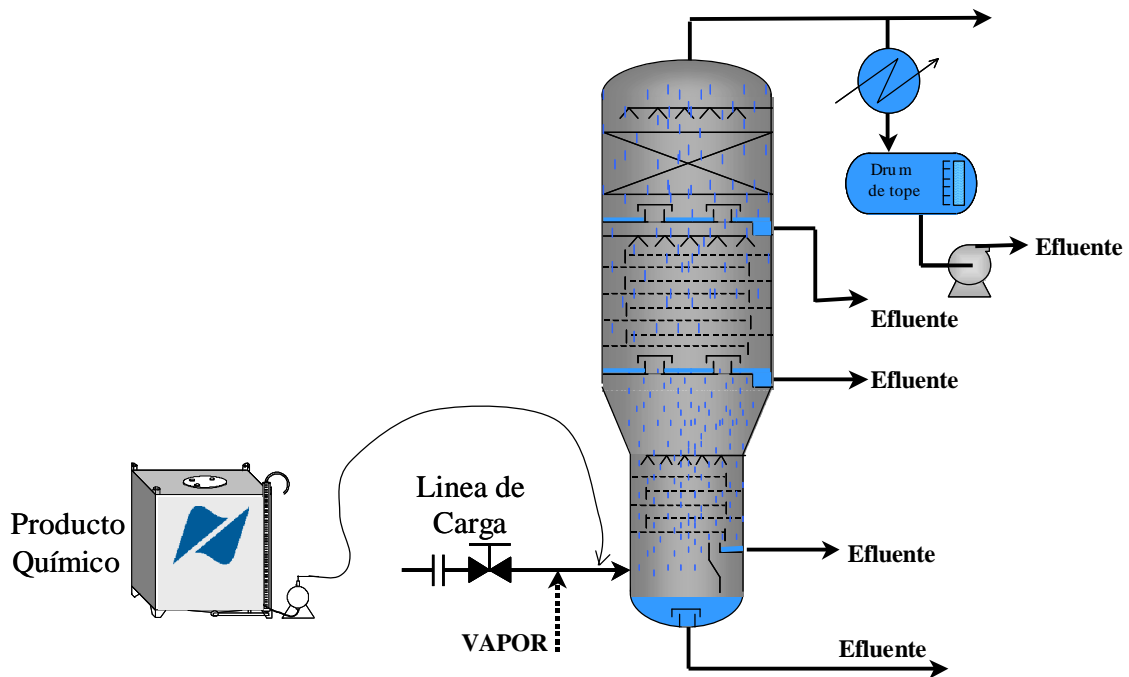 Drum
de tope
Efluente
Efluente
Efluente
Linea de
Carga
Producto
Químico
Efluente
VAPOR
Efluente